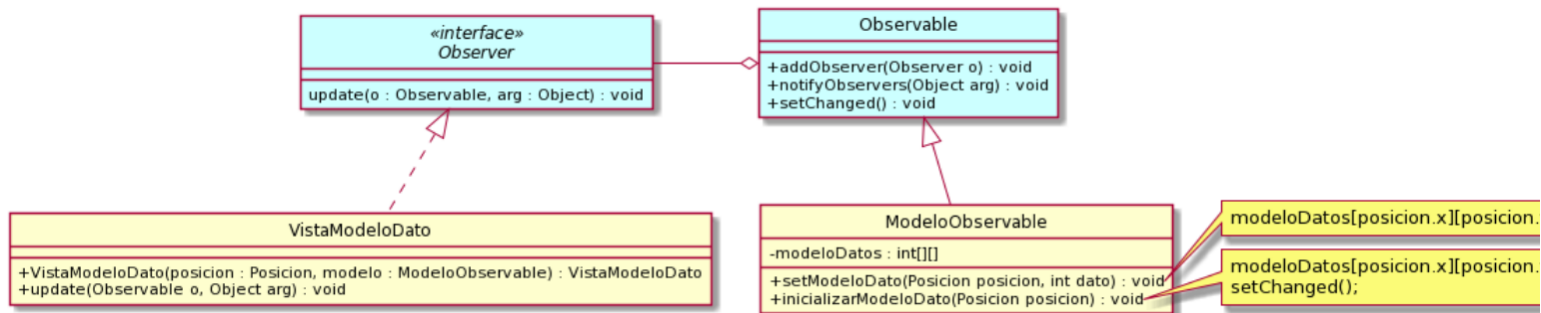 «interface»
Observer
update(o : Observable, arg : Object) : void
Observable
+addObserver(Observer o) : void
+notifyObservers(Object arg) : void
+setChanged() : void
VistaModeloDato
+VistaModeloDato(posicion : Posicion, modelo : ModeloObservable) : VistaModeloDato
+update(Observable o, Object arg) : void
ModeloObservable
-modeloDatos : int[][]
+setModeloDato(Posicion posicion, int dato) : void
+inicializarModeloDato(Posicion posicion) : void
modeloDatos[posicion.x][posicion.
modeloDatos[posicion.x][posicion.
setChanged();